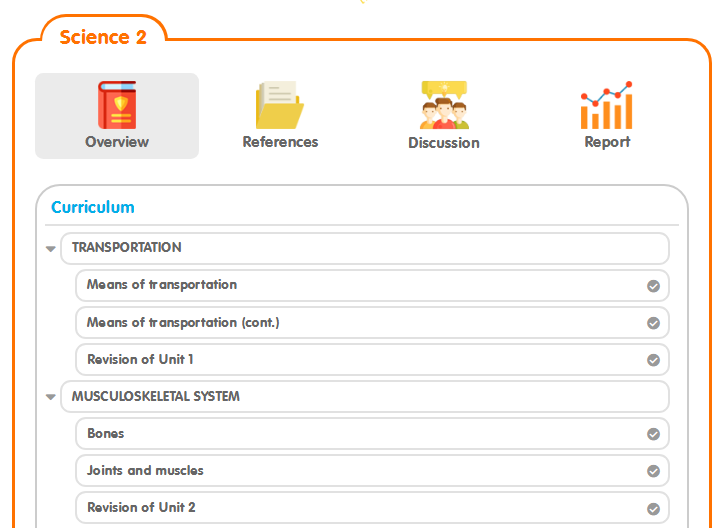 Science 2
Overview
References
Discussion
Report
Curriculum
TRANSPORTATION
Means of transportation
Means of transportation (cont.)
Revision of Unit 1
MUSCULOSKELETAL SYSTEM
Bones
Joints and muscles
Revision of Unit 2